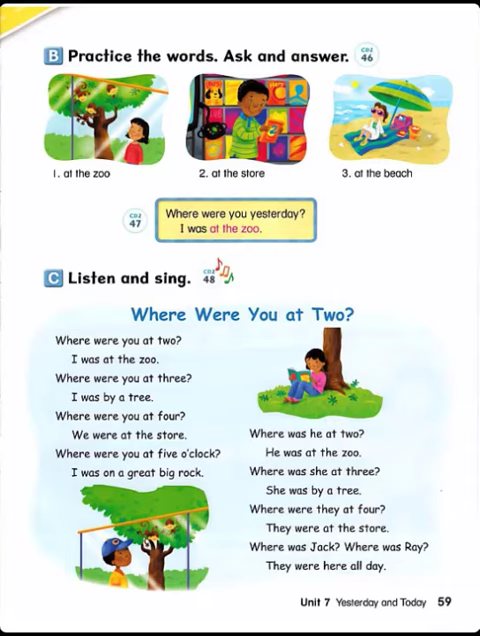 B Practice the words. Ask and answer. CD2 46
1. at the zoo
2. at the store
3. at the beach
CD2 47
Where were you yesterday?
I was at the zoo.
C Listen and sing. CD2 48
Where Were You at Two?
Where were you at two?
I was at the zoo.
Where were you at three?
I was by a tree.
Where were you at four?
We were at the store.
Where were you at five o'clock?
I was on a great big rock.
Where was he at two?
He was at the zoo.
Where was she at three?
She was by a tree.
Where were they at four?
They were at the store.
Where was Jack? Where was Ray?
They were here all day.
Unit 7 Yesterday and Today 59